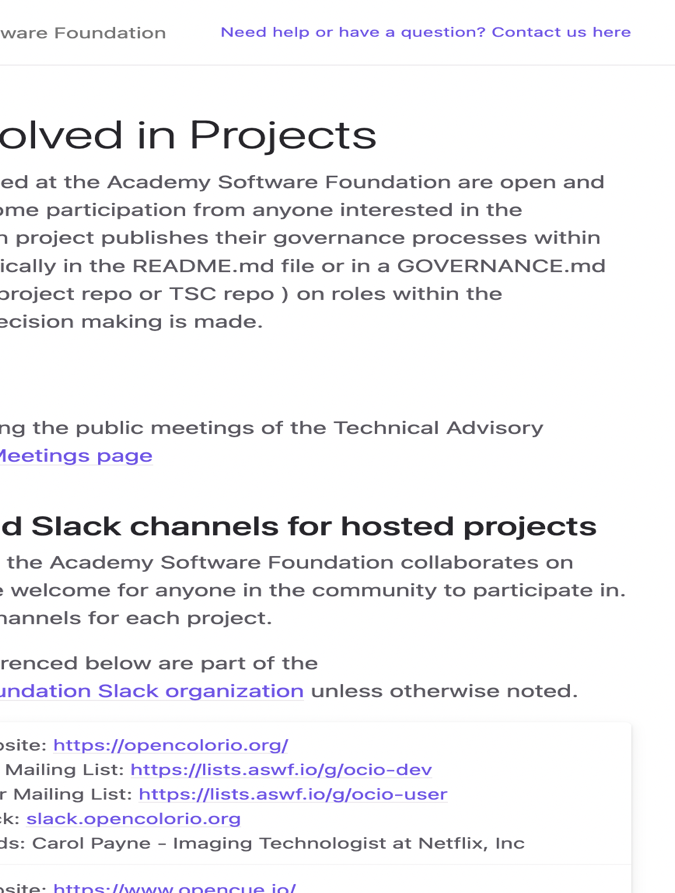 ware Foundation
Need help or have a question? Contact us here
olved in Projects
ed at the Academy Software Foundation are open and
ome participation from anyone interested in the
n project publishes their governance processes within
ically in the README.md file or in a GOVERNANCE.md
project repo or TSC repo ) on roles within the
ecision making is made.
ng the public meetings of the Technical Advisory
Meetings page
d Slack channels for hosted projects
the Academy Software Foundation collaborates on
e welcome for anyone in the community to participate in.
hannels for each project.
renced below are part of the
undation Slack organization unless otherwise noted.
osite: https://opencolorio.org/
Mailing List: https://lists.aswf.io/g/ocio-dev
r Mailing List: https://lists.aswf.io/g/ocio-user
ck: slack.opencolorio.org
ds: Carol Payne - Imaging Technologist at Netflix, Inc
osite: https://www.opencue.io/